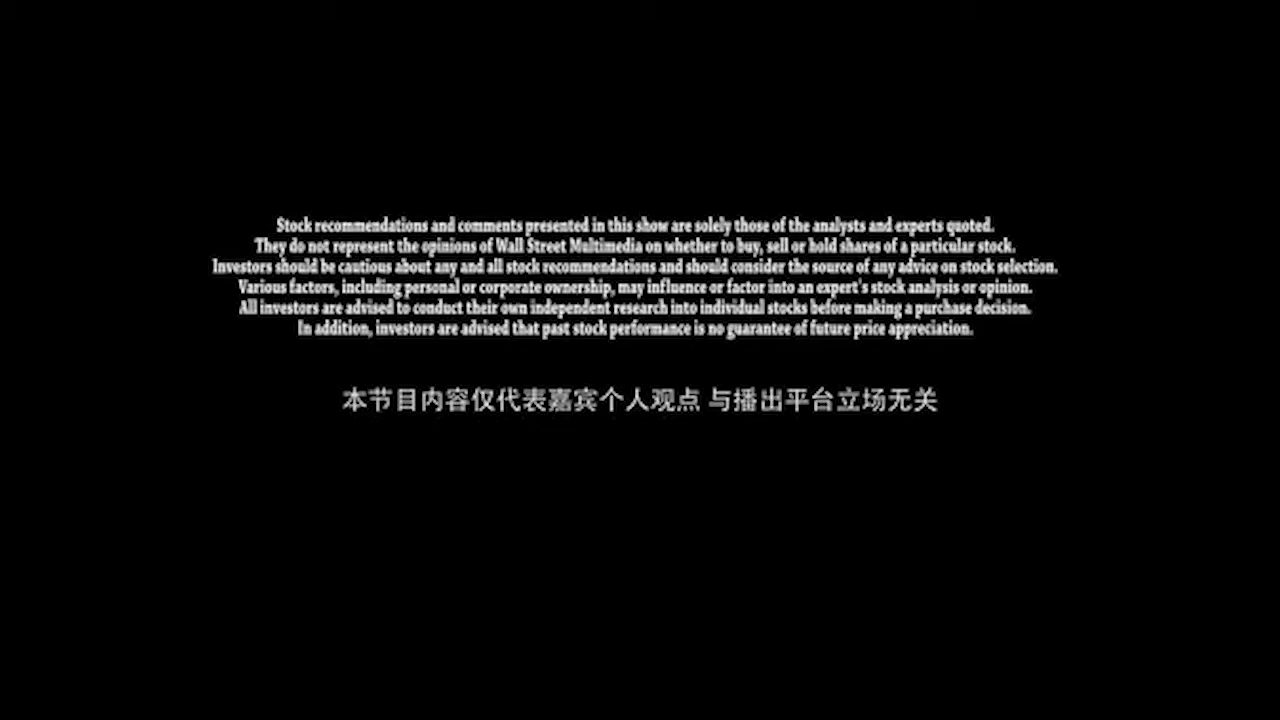 Stock recommendations and comments presented in this show are solely those of the analysts and experts quoted.
They do not represent the opinions of Wall Street Multimedia on whether to buy, sell or hold shares of a particular stock.
Investors should be cautious about any and all stock recommendations and should consider the source of any advice on stock selection.
Various factors, including personal or corporate ownership, may influence or factor into an expert's stock analysis or opinion.
All investors are advised to conduct their own independent research into individual stocks before making a purchase decision.
In addition, investors are advised that past stock performance is no guarantee of future price appreciation.
本节目内容仅代表嘉宾个人观点 与播出平台立场无关